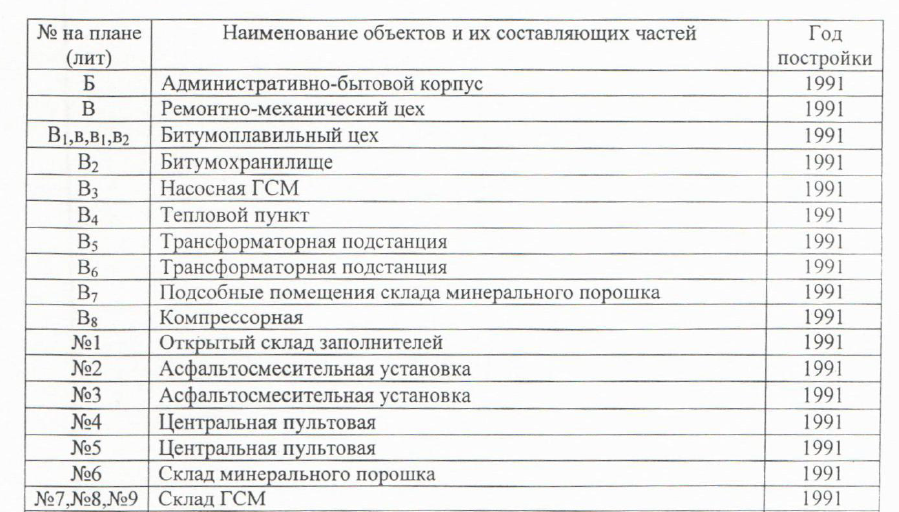 № на плане (лит) Наименование объектов и их составляющих частей Год постройки
Б Административно-бытовой корпус 1991
В Ремонтно-механический цех 1991
В₁,в,в₁,в₂ Битумоплавильный цех 1991
В₂ Битумохранилище 1991
В₃ Насосная ГСМ 1991
В₄ Тепловой пункт 1991
В₅ Трансформаторная подстанция 1991
В₆ Трансформаторная подстанция 1991
В₇ Подсобные помещения склада минерального порошка 1991
В₈ Компрессорная 1991
№1 Открытый склад заполнителей 1991
№2 Асфальтосмесительная установка 1991
№3 Асфальтосмесительная установка 1991
№4 Центральная пультовая 1991
№5 Центральная пультовая 1991
№6 Склад минерального порошка 1991
№7,№8,№9 Склад ГСМ 1991